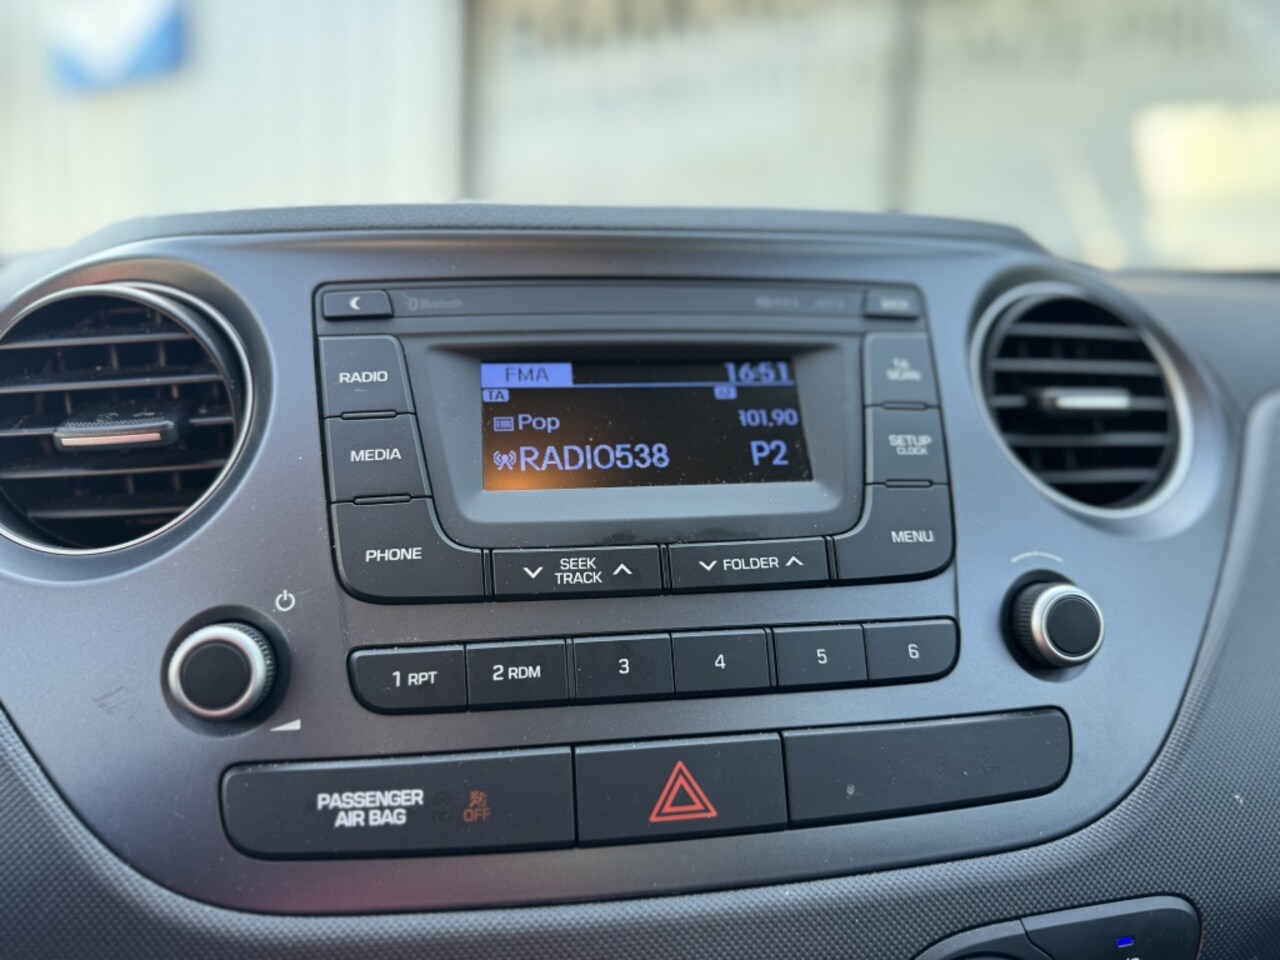 Bluetooth
RADIO
MEDIA
PHONE
FMA 16:51
TA
Pop 101.90
RADIO538 P2
TA
SCAN
SETUP
CLOCK
MENU
SEEK
TRACK
FOLDER
1 RPT
2 RDM
3
4
5
6
PASSENGER
AIR BAG
OFF